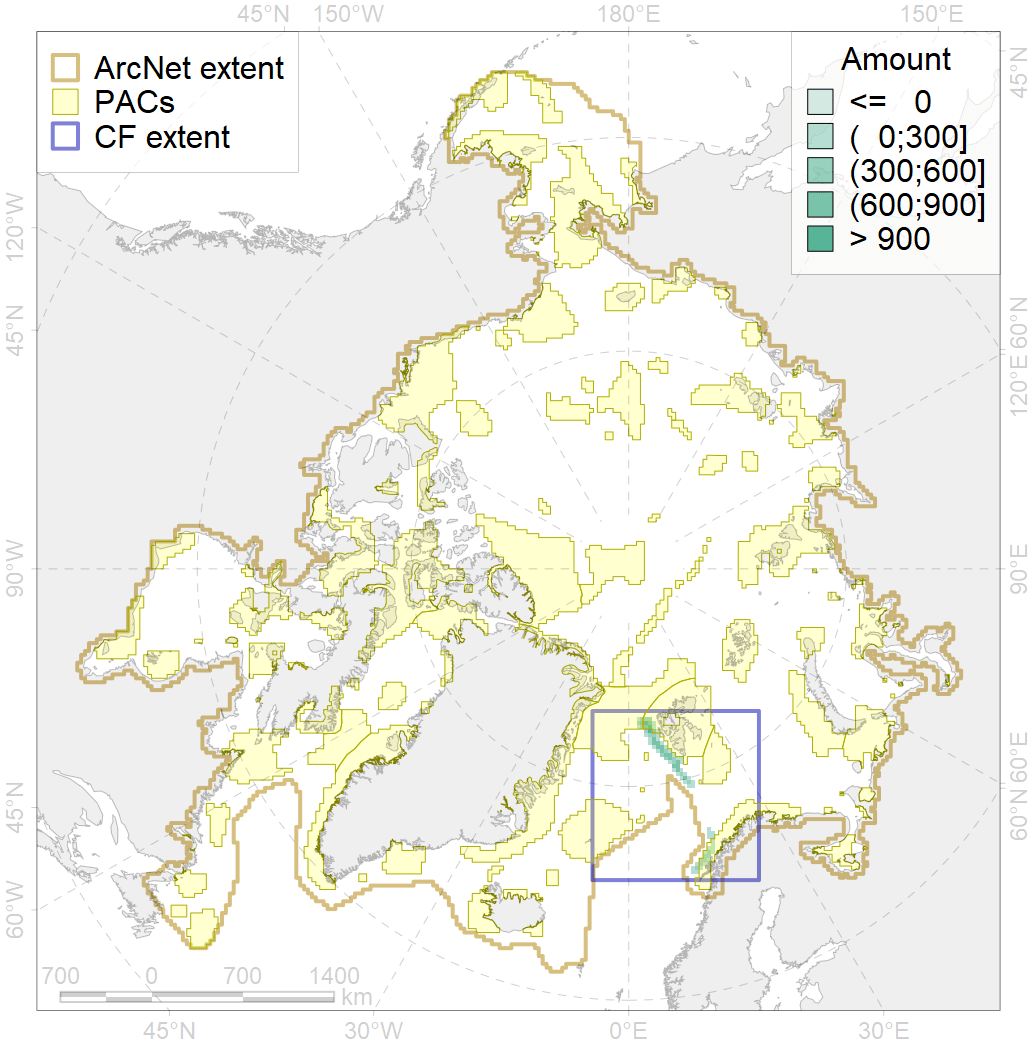 45°N 150°W 180°E 150°E
ArcNet extent
PACs
CF extent
Amount
<= 0
( 0;300]
(300;600]
(600;900]
> 900
45°N
120°W
45°N
90°W
45°N
60°W
60°N
120°E
90°E
60°E
60°N
700 0 700 1400
km
45°W 30°W 0°E 30°E